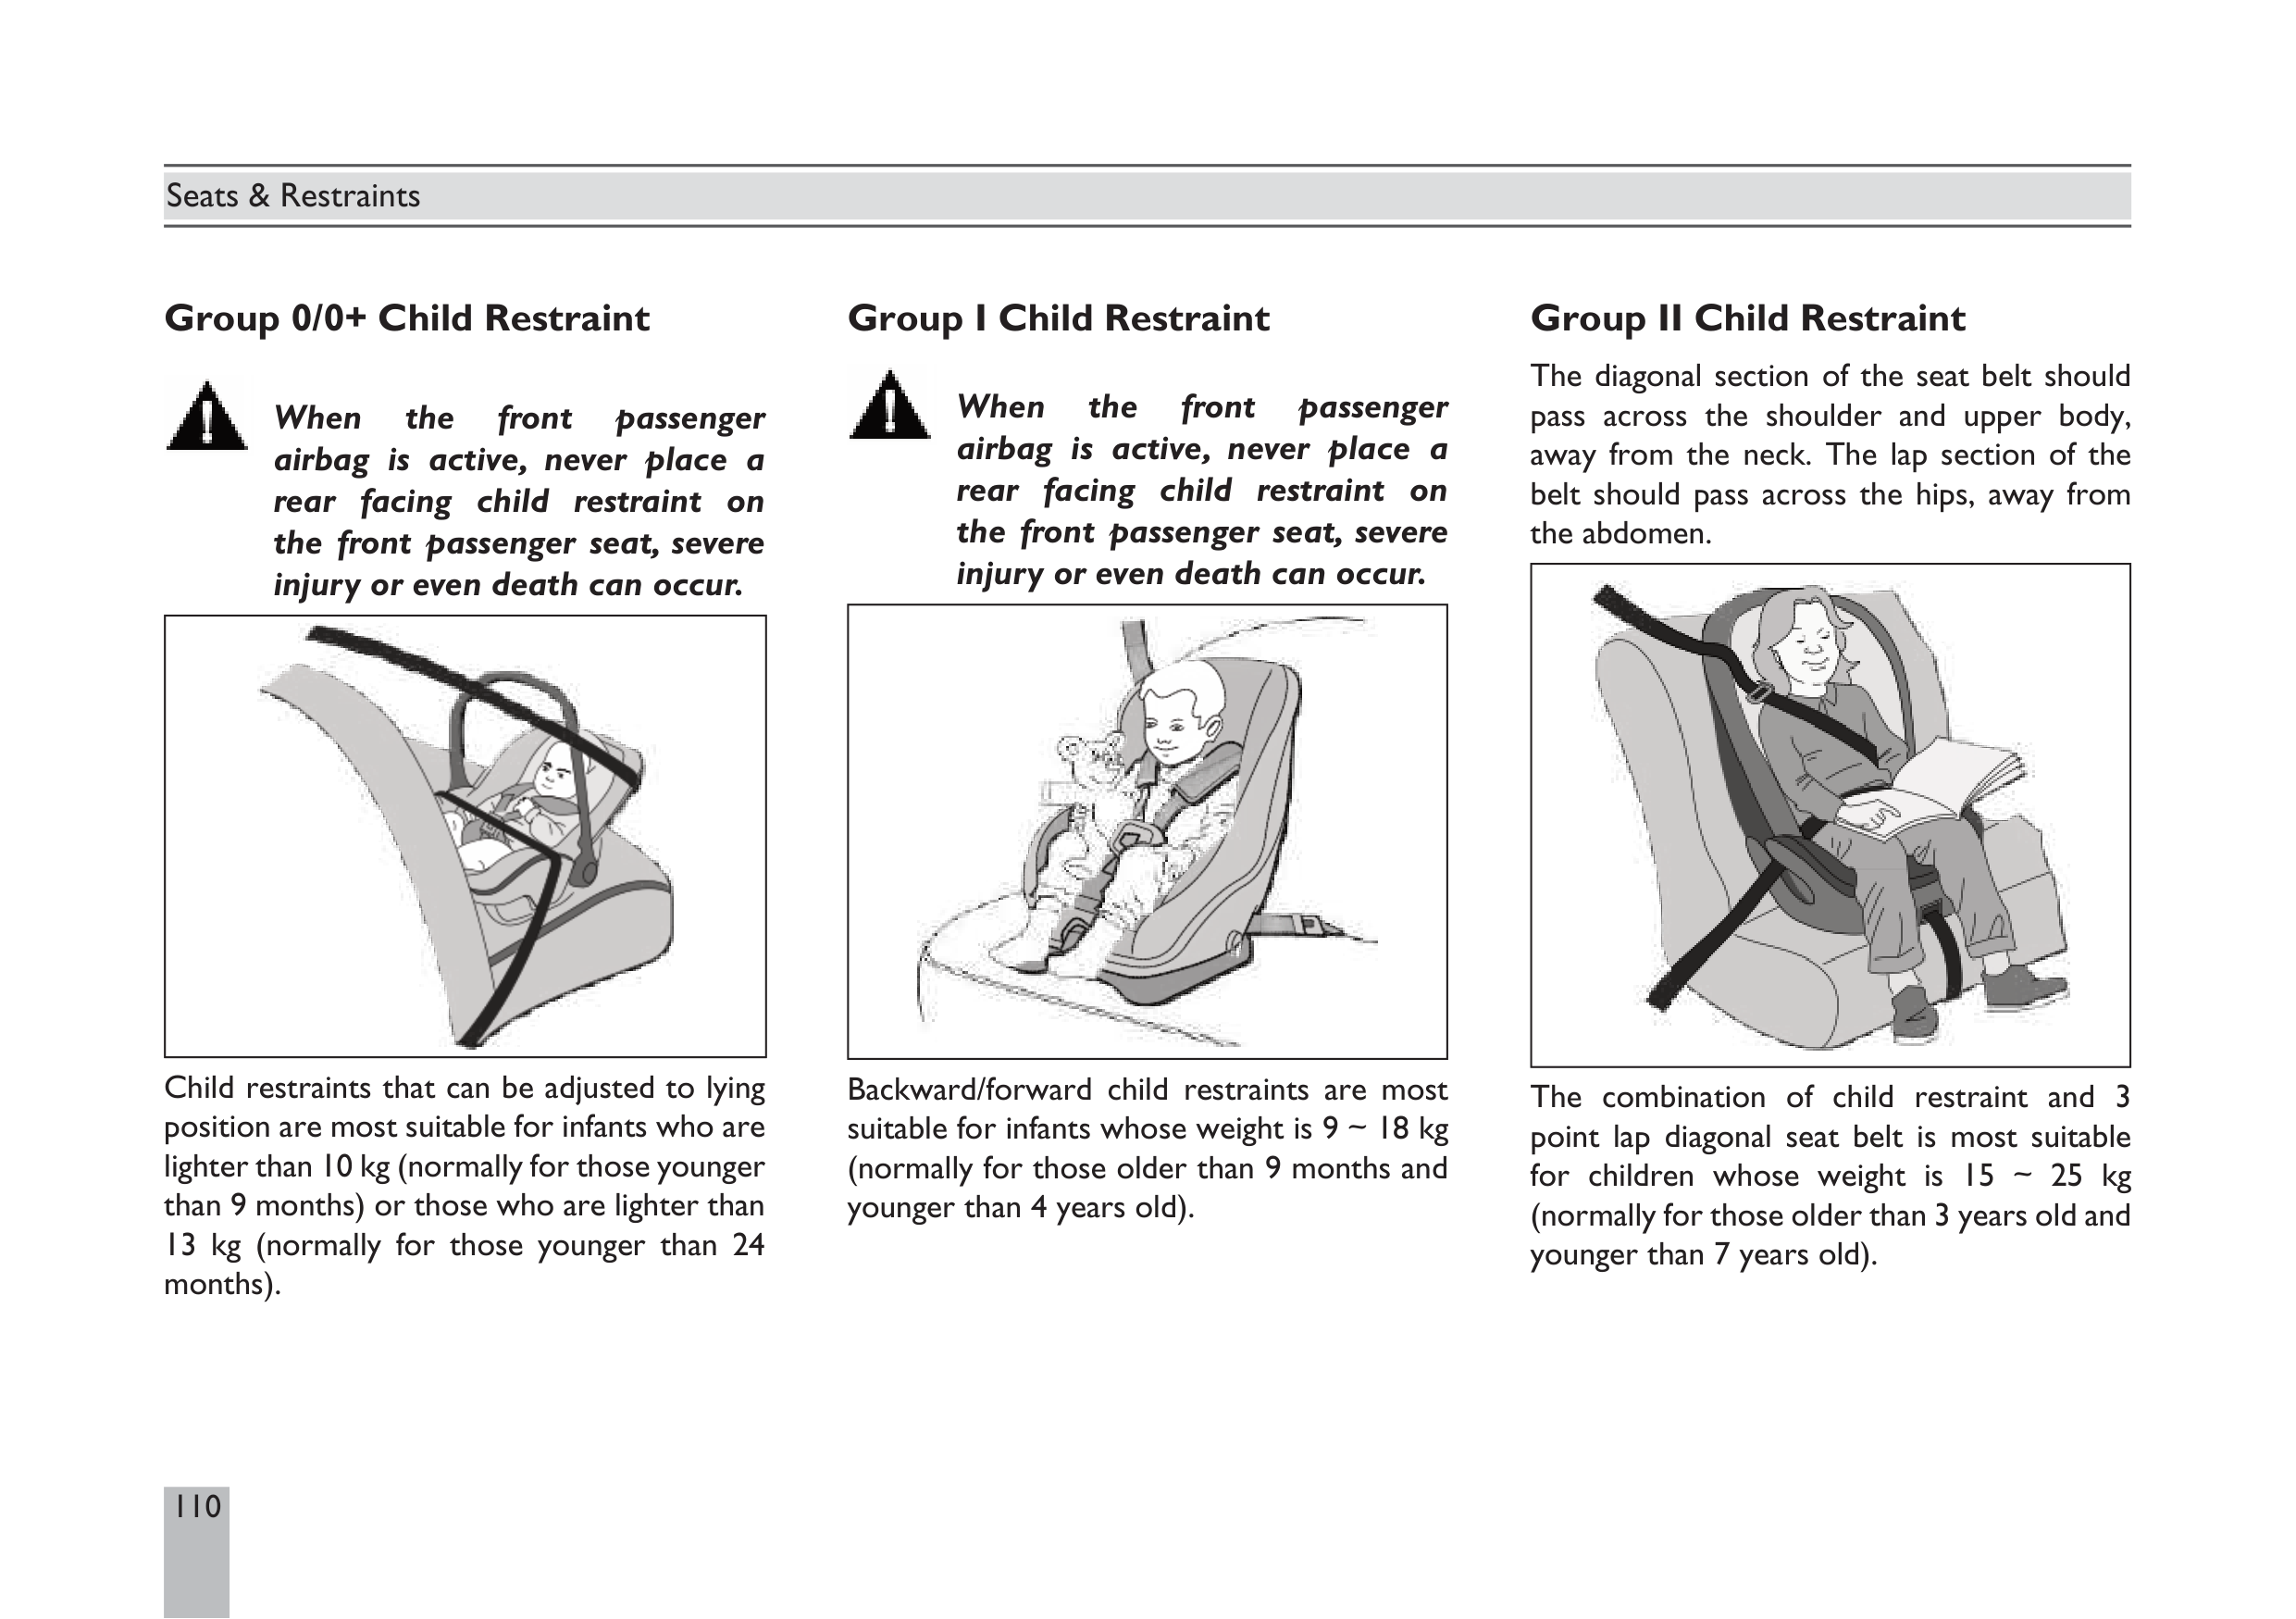 Seats & Restraints
Group 0/0+ Child Restraint
When the front passenger
airbag is active, never place a
rear facing child restraint on
the front passenger seat, severe
injury or even death can occur.
Child restraints that can be adjusted to lying
position are most suitable for infants who are
lighter than 10 kg (normally for those younger
than 9 months) or those who are lighter than
13 kg (normally for those younger than 24
months).
Group I Child Restraint
When the front passenger
airbag is active, never place a
rear facing child restraint on
the front passenger seat, severe
injury or even death can occur.
Backward/forward child restraints are most
suitable for infants whose weight is 9 ~ 18 kg
(normally for those older than 9 months and
younger than 4 years old).
Group II Child Restraint
The diagonal section of the seat belt should
pass across the shoulder and upper body,
away from the neck. The lap section of the
belt should pass across the hips, away from
the abdomen.
The combination of child restraint and 3
point lap diagonal seat belt is most suitable
for children whose weight is 15 ~ 25 kg
(normally for those older than 3 years old and
younger than 7 years old).
110